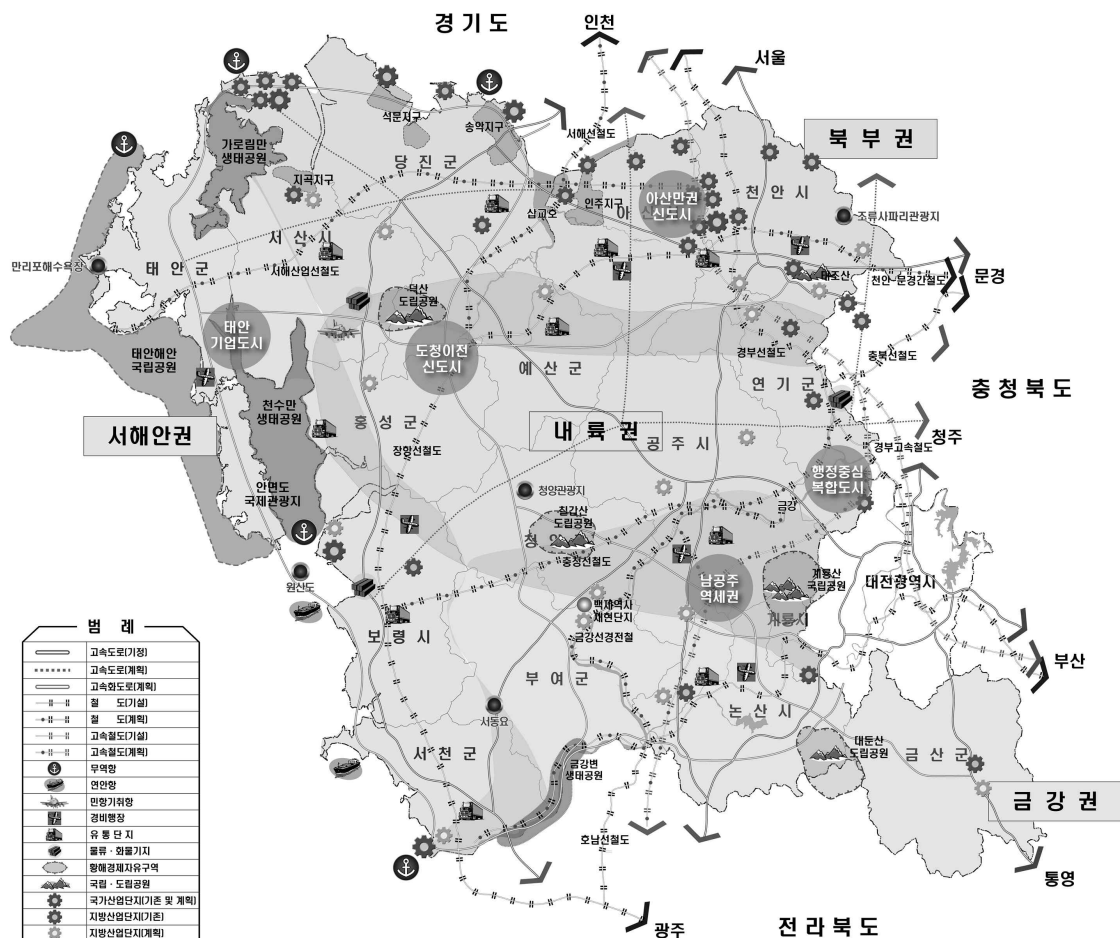 경기도
인천
서울
북부권
가로림만
생태공원
석문지구
송악지구
서해선철도
당진군
지곡지구
천안시
아산만권
신도시
인주지구
삽교호
조류사파리관광지
서산시
만리포해수욕장
태안군
서해산업선철도
태조산
천안-문경간철도
문경
덕산
도립공원
태안
기업도시
도청이전
신도시
예산군
경부선철도
충북선철도
태안해안
국립공원
연기군
충청북도
천수만
생태공원
서해안권
홍성군
내륙권
공주시
청주
장항선철도
경부고속철도
행정중심
복합도시
안면도
국제관광지
청양관광지
칠갑산
도립공원
금강
충청선철도
계룡산
국립공원
대전광역시
남공주
역세권
원산도
백제역사
재현단지
계룡시
보령시
금강선경전철
부산
부여군
논산시
서동요
서천군
대둔산
도립공원
금산군
금강변
생태공원
금강권
호남선철도
통영
광주
전라북도
범 례
고속도로(기정)
고속도로(계획)
고속화도로(계획)
철 도(기설)
철 도(계획)
고속철도(기설)
고속철도(계획)
무역항
연안항
민항기취항
경비행장
유통단지
물류·화물기지
황해경제자유구역
국립·도립공원
국가산업단지(기존 및 계획)
지방산업단지(기존)
지방산업단지(계획)